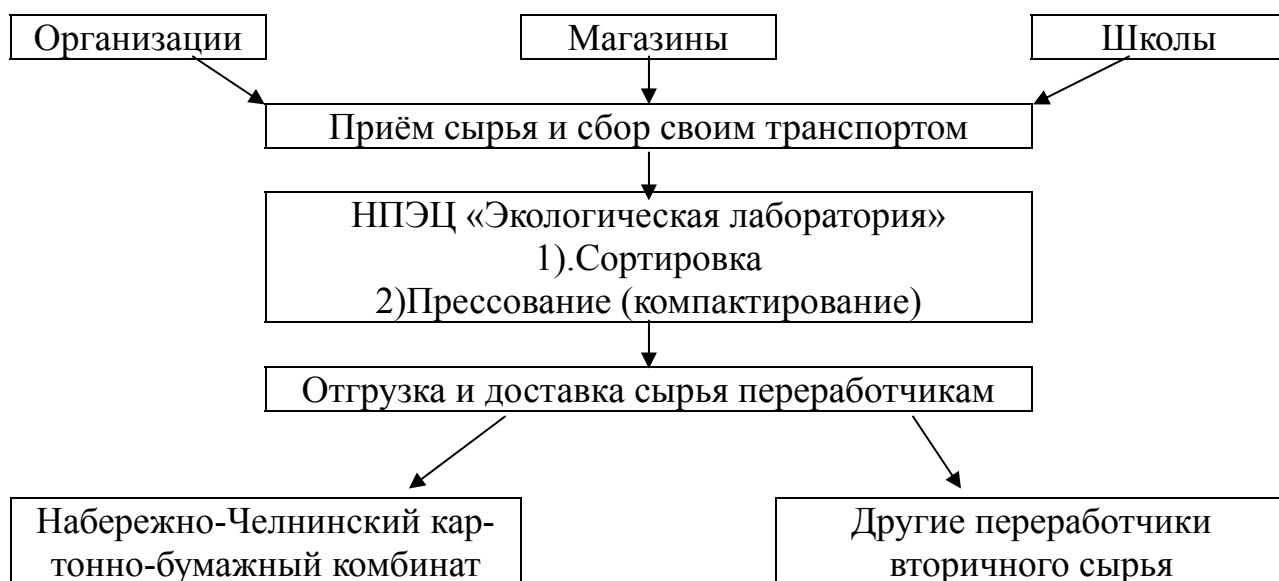 Организации
Магазины
Школы
Приём сырья и сбор своим транспортом
НПЭЦ «Экологическая лаборатория»
1).Сортировка
2)Прессование (компактирование)
Отгрузка и доставка сырья переработчикам
Набережно-Челнинский кар-
тонно-бумажный комбинат
Другие переработчики
вторичного сырья